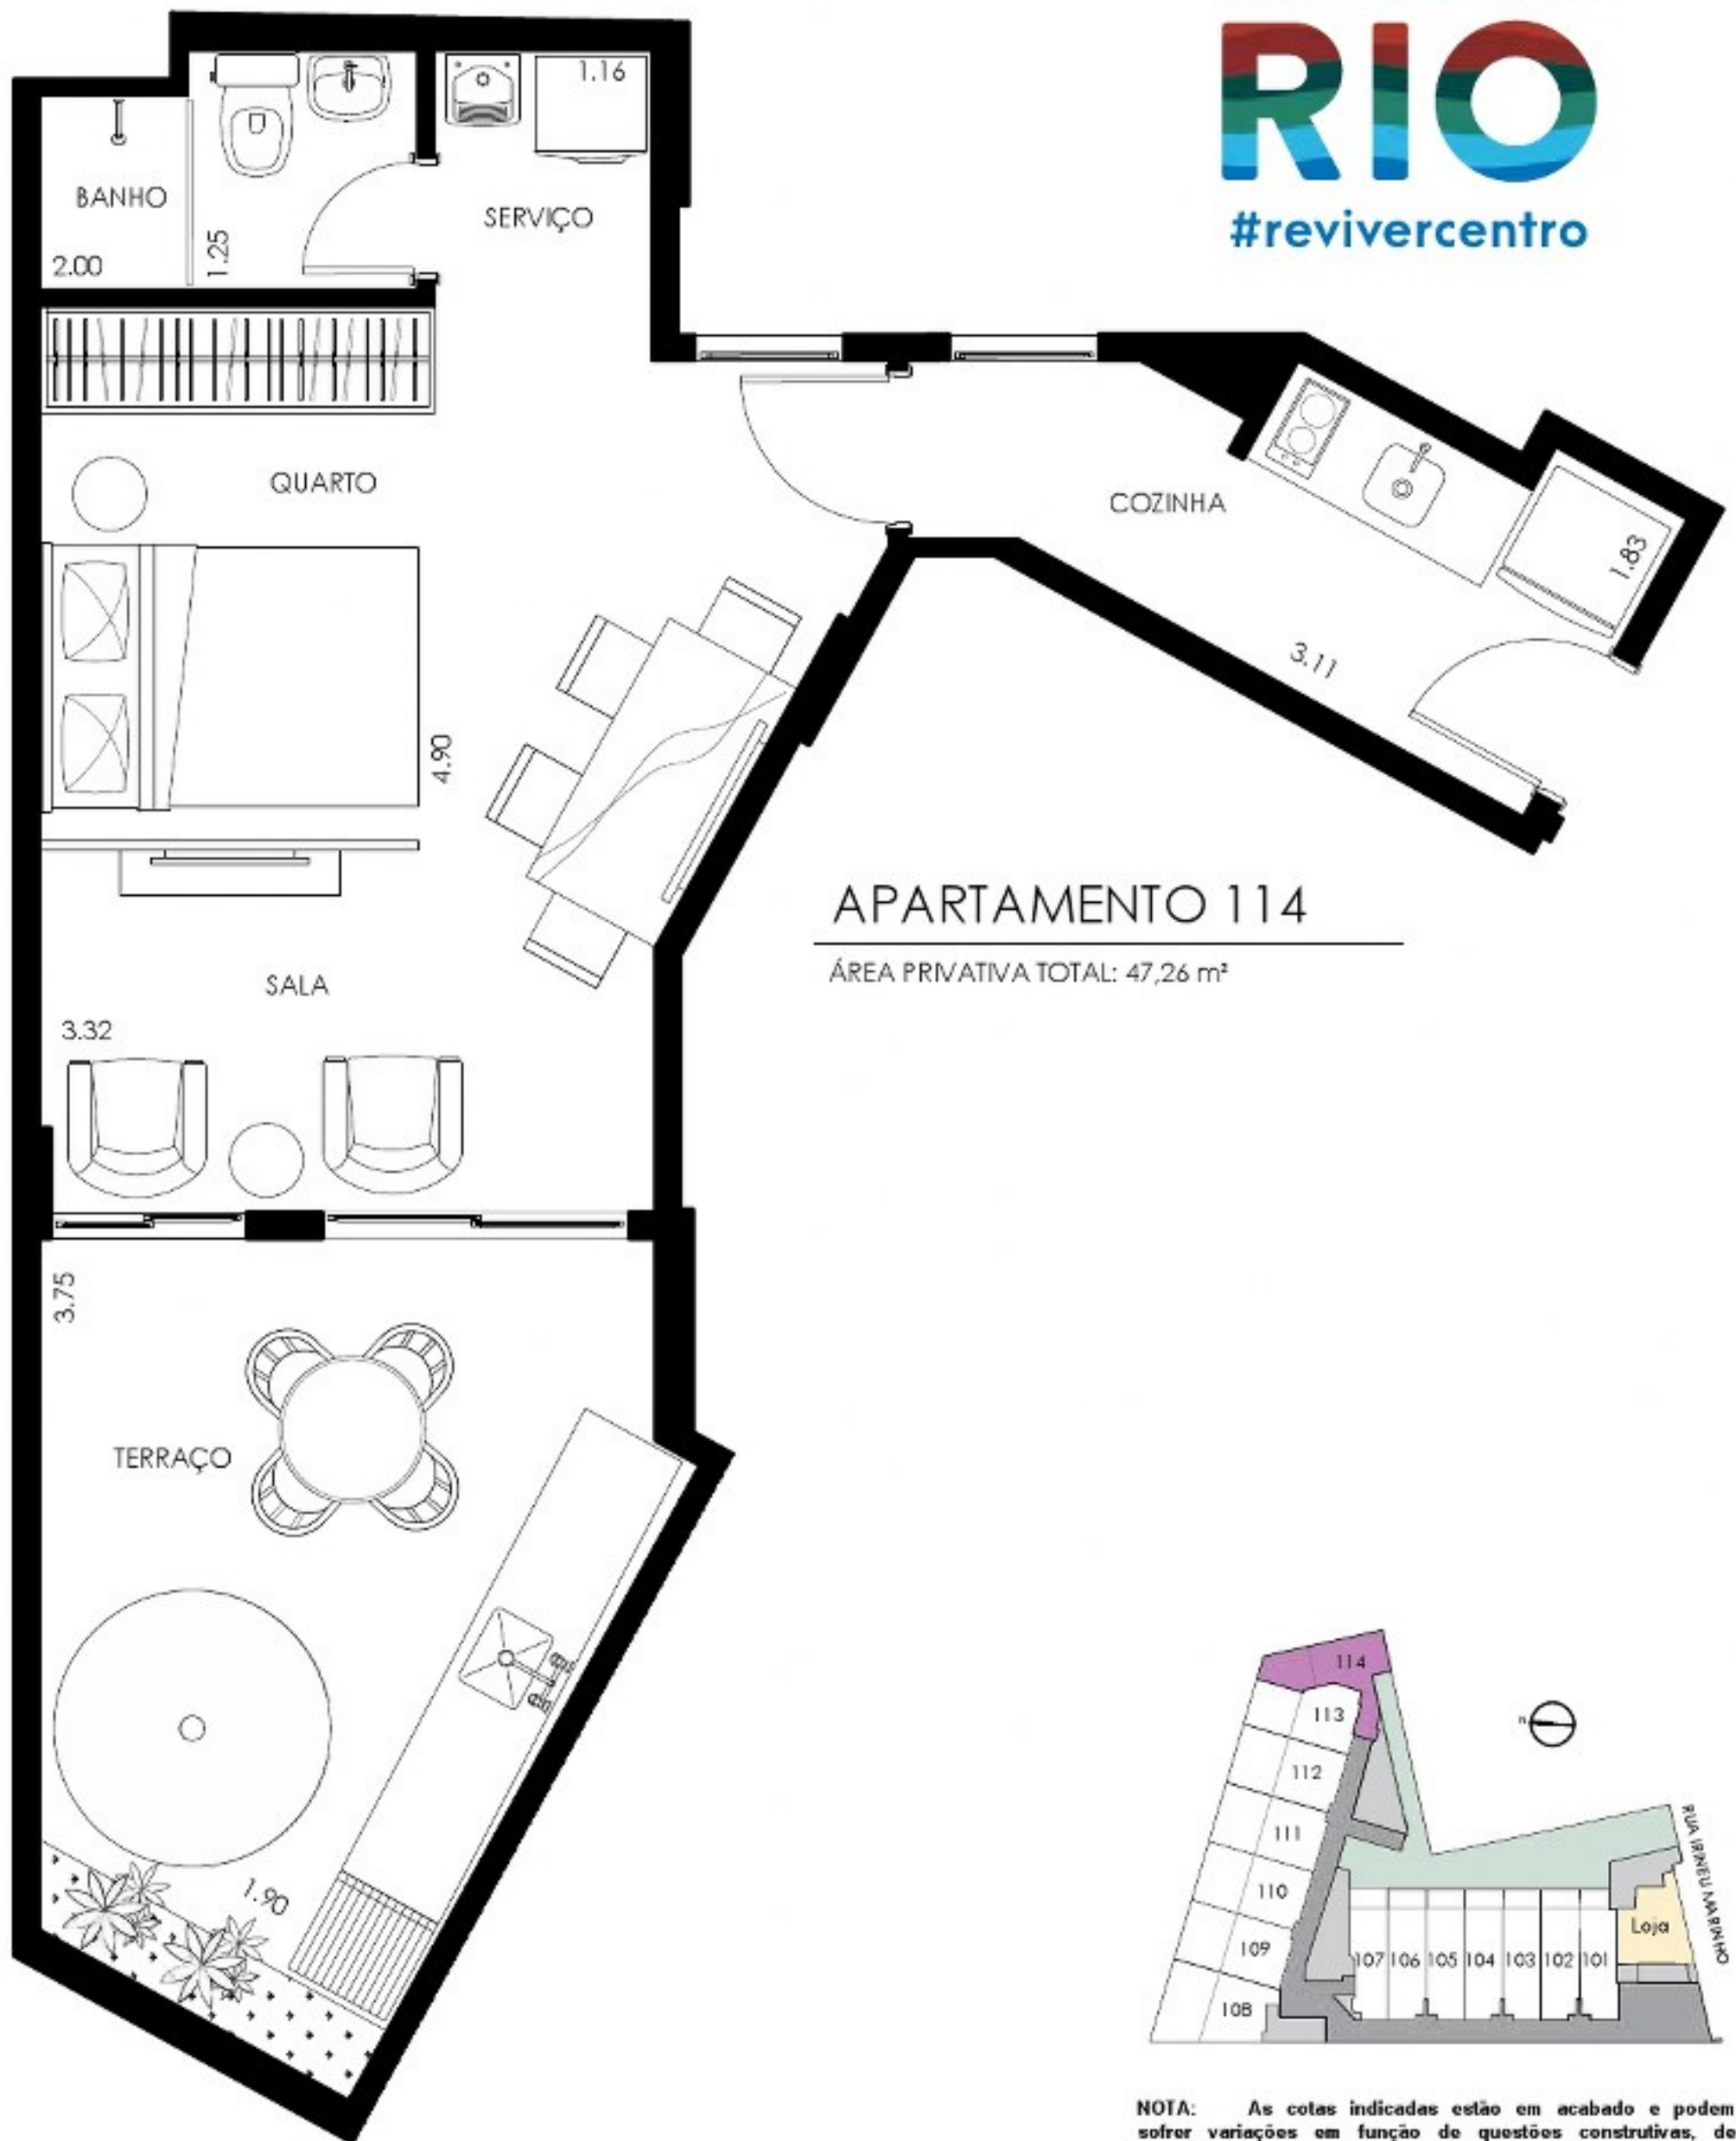 RIO
#revivercentro
1.16
BANHO
SERVIÇO
1.25
2.00
QUARTO
COZINHA
1.83
3.11
4.90
APARTAMENTO 114
ÁREA PRIVATIVA TOTAL: 47,26 m²
SALA
3.32
3.75
TERRAÇO
1.90
114
113
112
111
110
109
108
107 106 105 104 103 102 101
Loja
RUA IRINEU MARINHO
n
NOTA: As cotas indicadas estão em acabado e podem
sofrer variações em função de questões construtivas, de